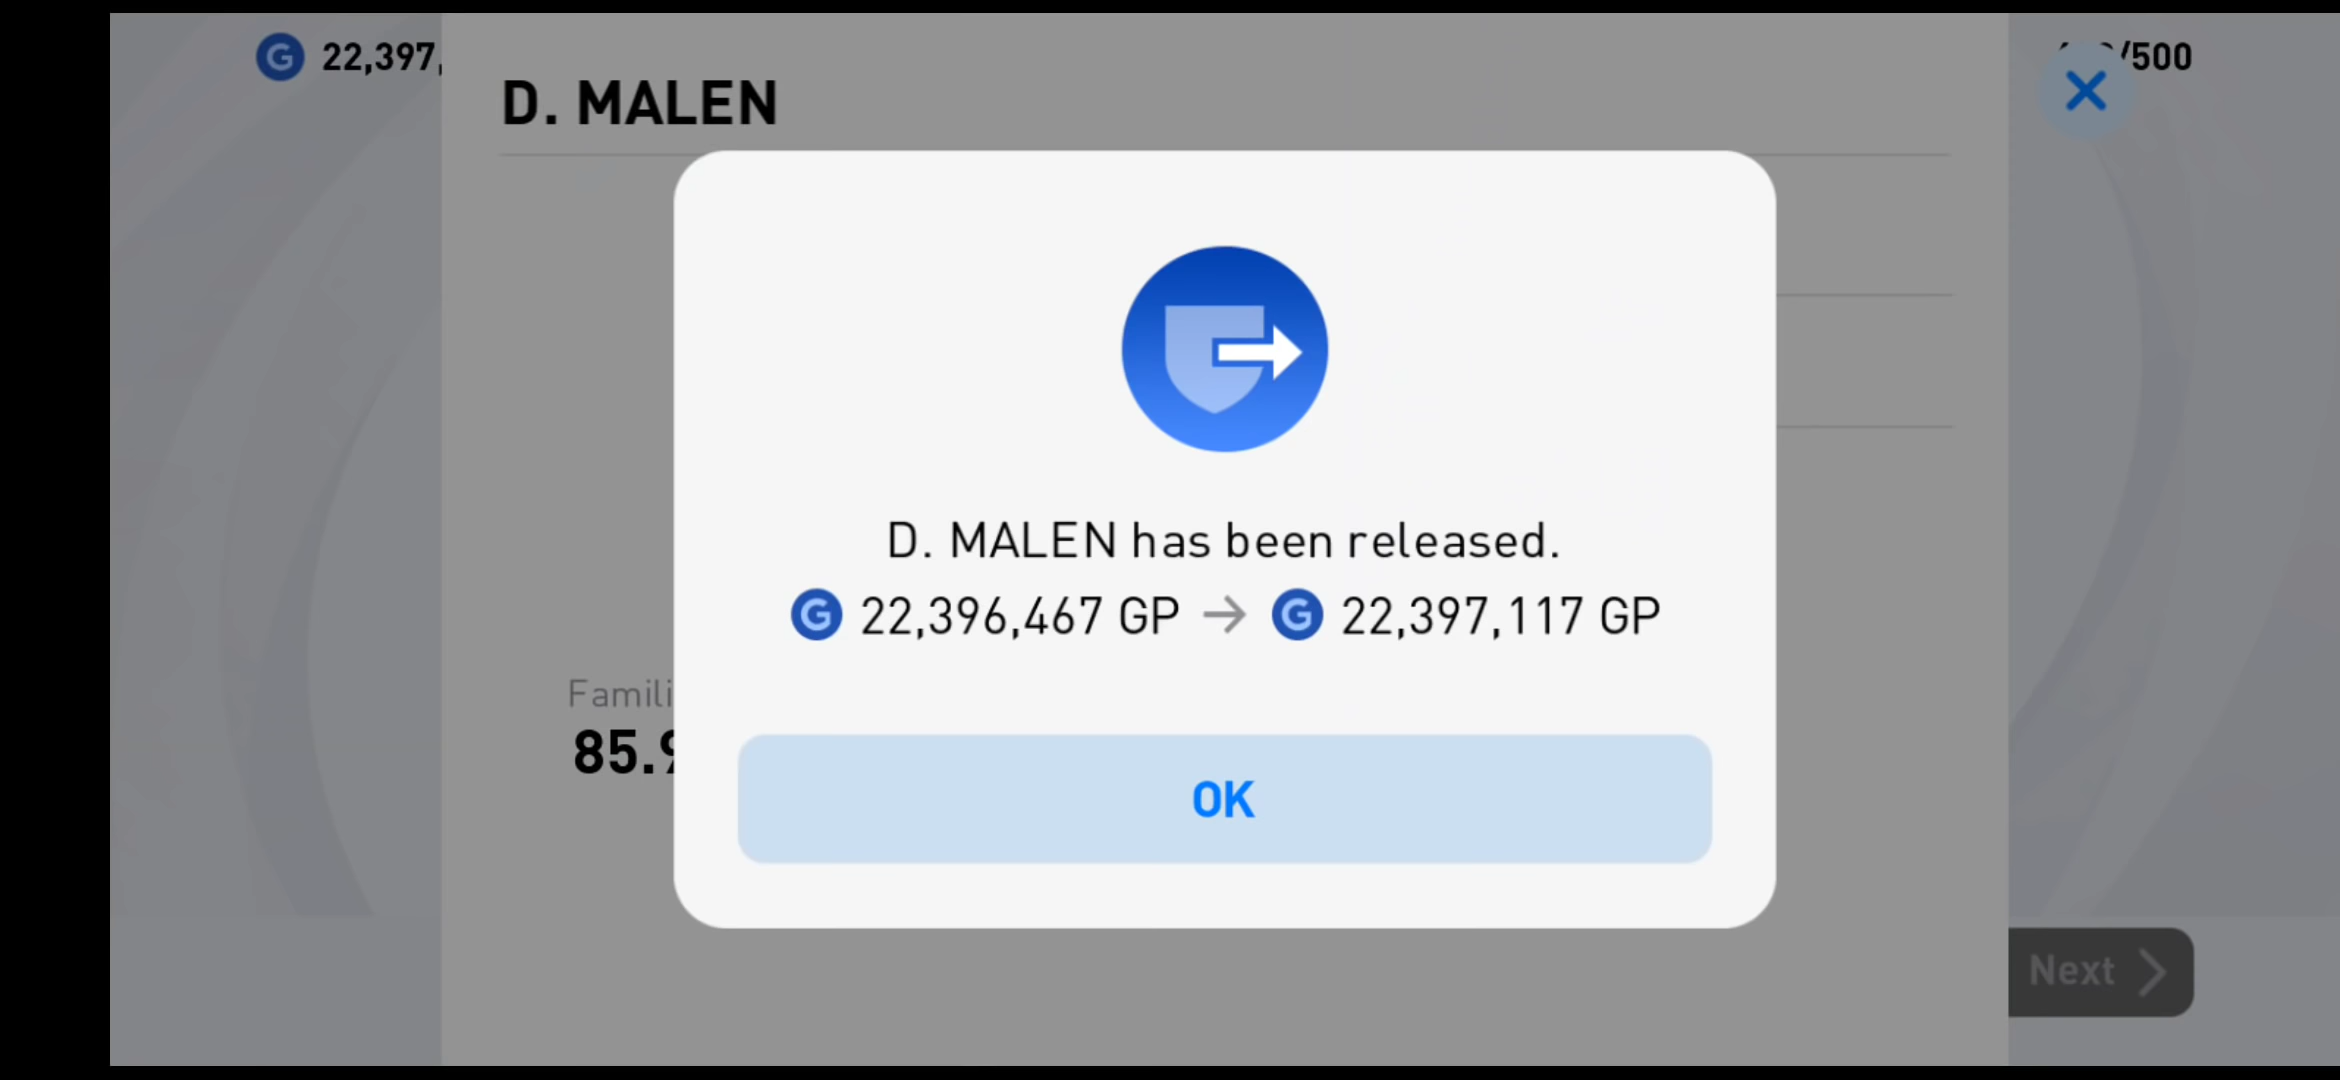 22,397,
/500
D. MALEN
D. MALEN has been released.
G 22,396,467 GP → G 22,397,117 GP
Famili
85.9
OK
Next